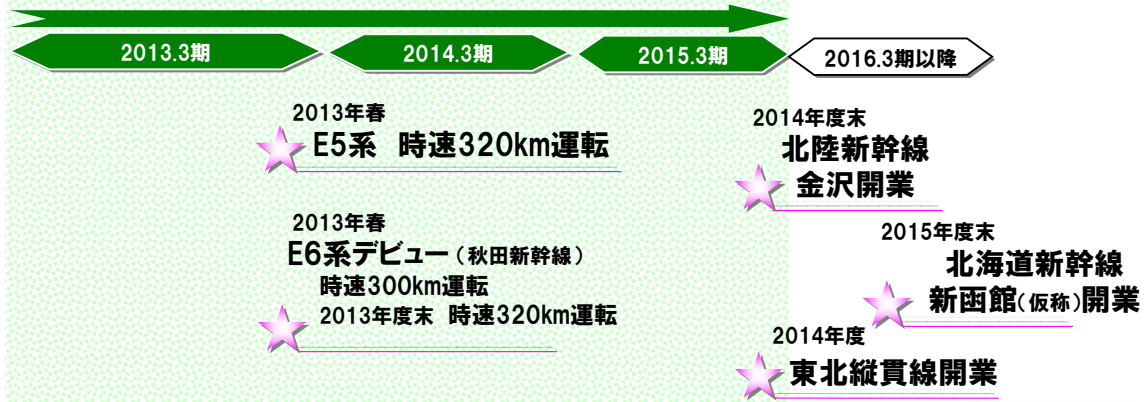 2013.3期
2014.3期
2015.3期
2016.3期以降
2013年春
E5系 時速320km運転
2014年度末
北陸新幹線
金沢開業
2013年春
E6系デビュー（秋田新幹線）
時速300km運転
2013年度末 時速320km運転
2015年度末
北海道新幹線
新函館（仮称）開業
2014年度
東北縦貫線開業